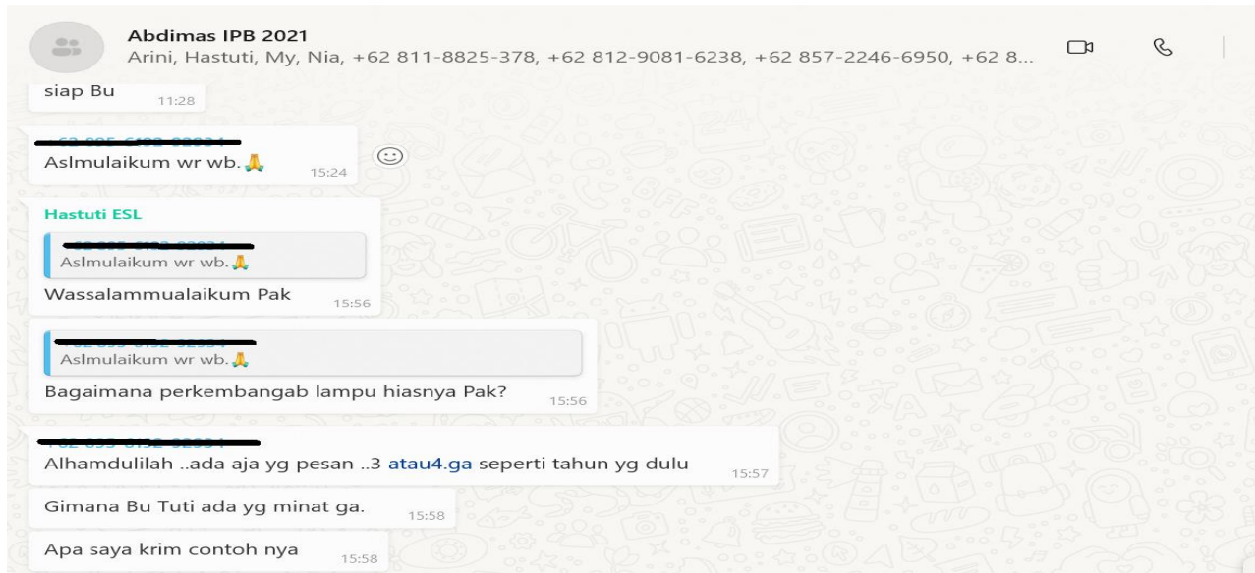 Abdimas IPB 2021
Arini, Hastuti, My, Nia, +62 811-8825-378, +62 812-9081-6238, +62 857-2246-6950, +62 8...
siap Bu 11:28
Aslmulaikum wr wb.🙏 15:24
Hastuti ESL
Aslmulaikum wr wb.🙏
Wassalammualaikum Pak 15:56
Aslmulaikum wr wb.🙏
Bagaimana perkembangab lampu hiasnya Pak? 15:56
Alhamdulilah ..ada aja yg pesan ..3 atau4.ga seperti tahun yg dulu 15:57
Gimana Bu Tuti ada yg minat ga. 15:58
Apa saya krim contoh nya 15:58